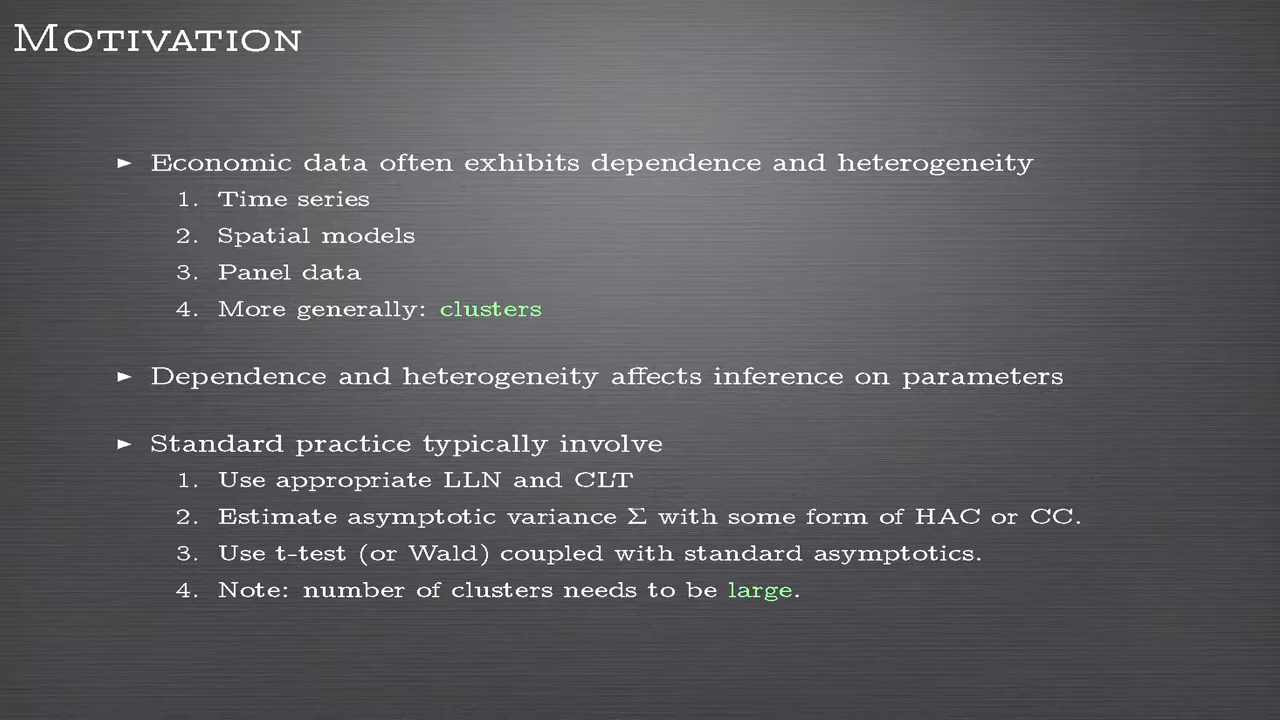 MOTIVATION
► Economic data often exhibits dependence and heterogeneity
1. Time series
2. Spatial models
3. Panel data
4. More generally: clusters
► Dependence and heterogeneity affects inference on parameters
► Standard practice typically involve
1. Use appropriate LLN and CLT
2. Estimate asymptotic variance Σ with some form of HAC or CC.
3. Use t-test (or Wald) coupled with standard asymptotics.
4. Note: number of clusters needs to be large.